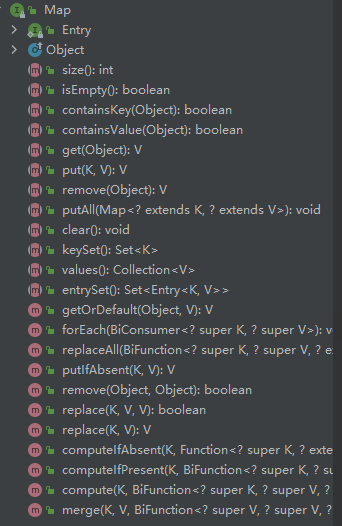 Map
Entry
Object
size(): int
isEmpty(): boolean
containsKey(Object): boolean
containsValue(Object): boolean
get(Object): V
put(K, V): V
remove(Object): V
putAll(Map<? extends K, ? extends V>): void
clear(): void
keySet(): Set<K>
values(): Collection<V>
entrySet(): Set<Entry<K, V>>
getOrDefault(Object, V): V
forEach(BiConsumer<? super K, ? super V>): v
replaceAll(BiFunction<? super K, ? super V, ? e
putIfAbsent(K, V): V
remove(Object, Object): boolean
replace(K, V, V): boolean
replace(K, V): V
computeIfAbsent(K, Function<? super K, ? exte
computeIfPresent(K, BiFunction<? super K, ? su
compute(K, BiFunction<? super K, ? super V, ?
merge(K, V, BiFunction<? super V, ? super V, ?